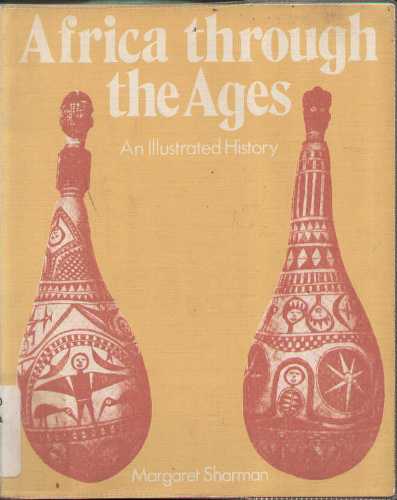 Africa through
the Ages
An Illustrated History
Margaret Sharman